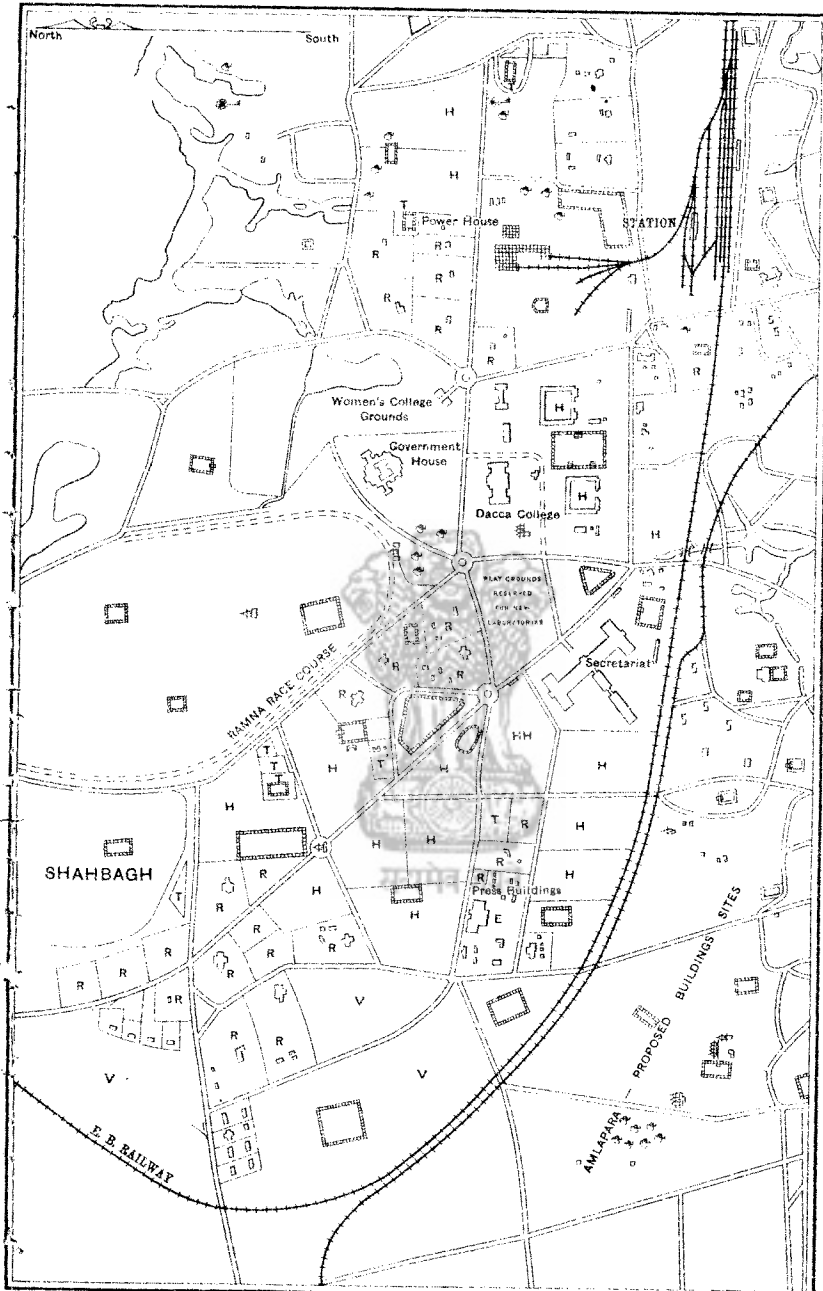 North
South
H
H
T
Power House
STATION
R
R
R
R
R
R
R
Women's College
Grounds
H
Government
House
H
Dacca College
H
PLAY GROUNDS
RESERVED
FOR NEW
LABORATORIES
R
R
R
R
Secretariat
RAMNA RACE COURSE
R
R
S
S
S
S
T
T
T
H
T
H
H
HH
H
H
SHAHBAGH
T
R
R
H
H
H
T
R
H
R
H
R
Press Buildings
H
E
R
R
R
R
R
R
R
R
R
V
V
V
E. B. RAILWAY
AMLAPARA - PROPOSED BUILDINGS SITES